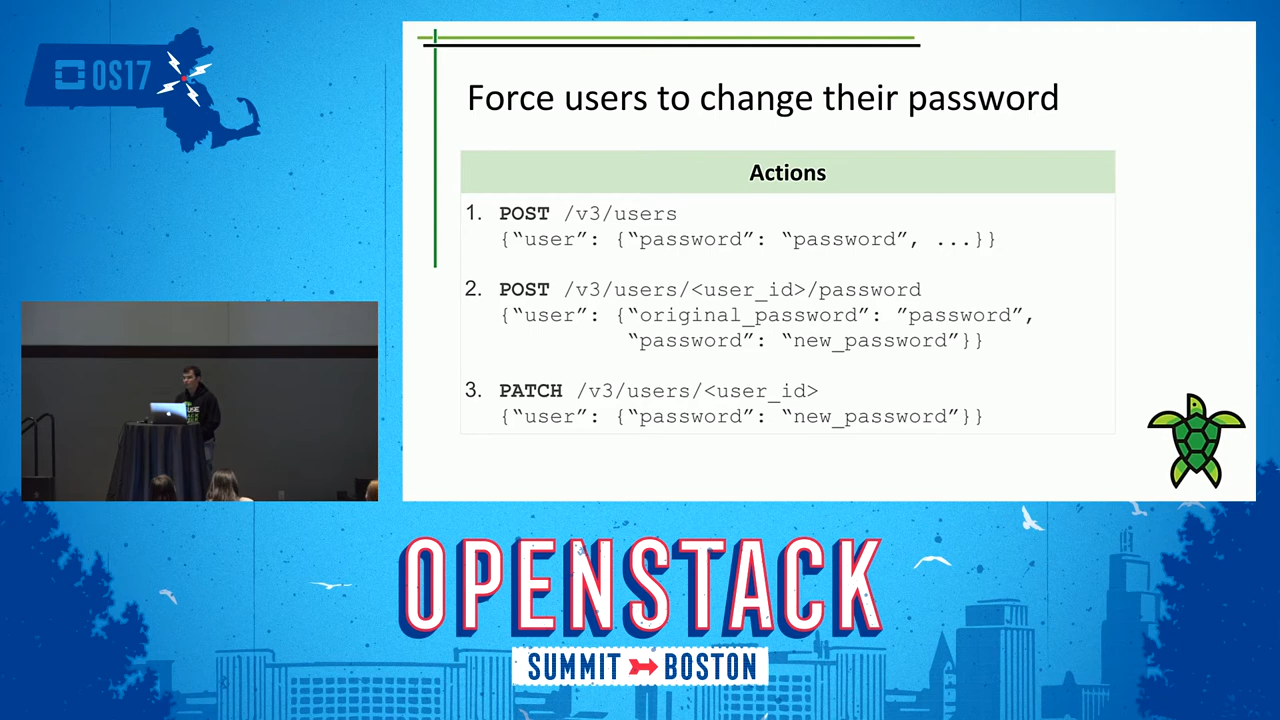 OS17
Force users to change their password
Actions
1. POST /v3/users
{“user”: {“password”: “password”, ...}}
2. POST /v3/users/<user_id>/password
{“user”: {“original_password”: ”password”,
“password”: “new_password”}}
3. PATCH /v3/users/<user_id>
{“user”: {“password”: “new_password”}}
OPENSTACK
SUMMIT BOSTON